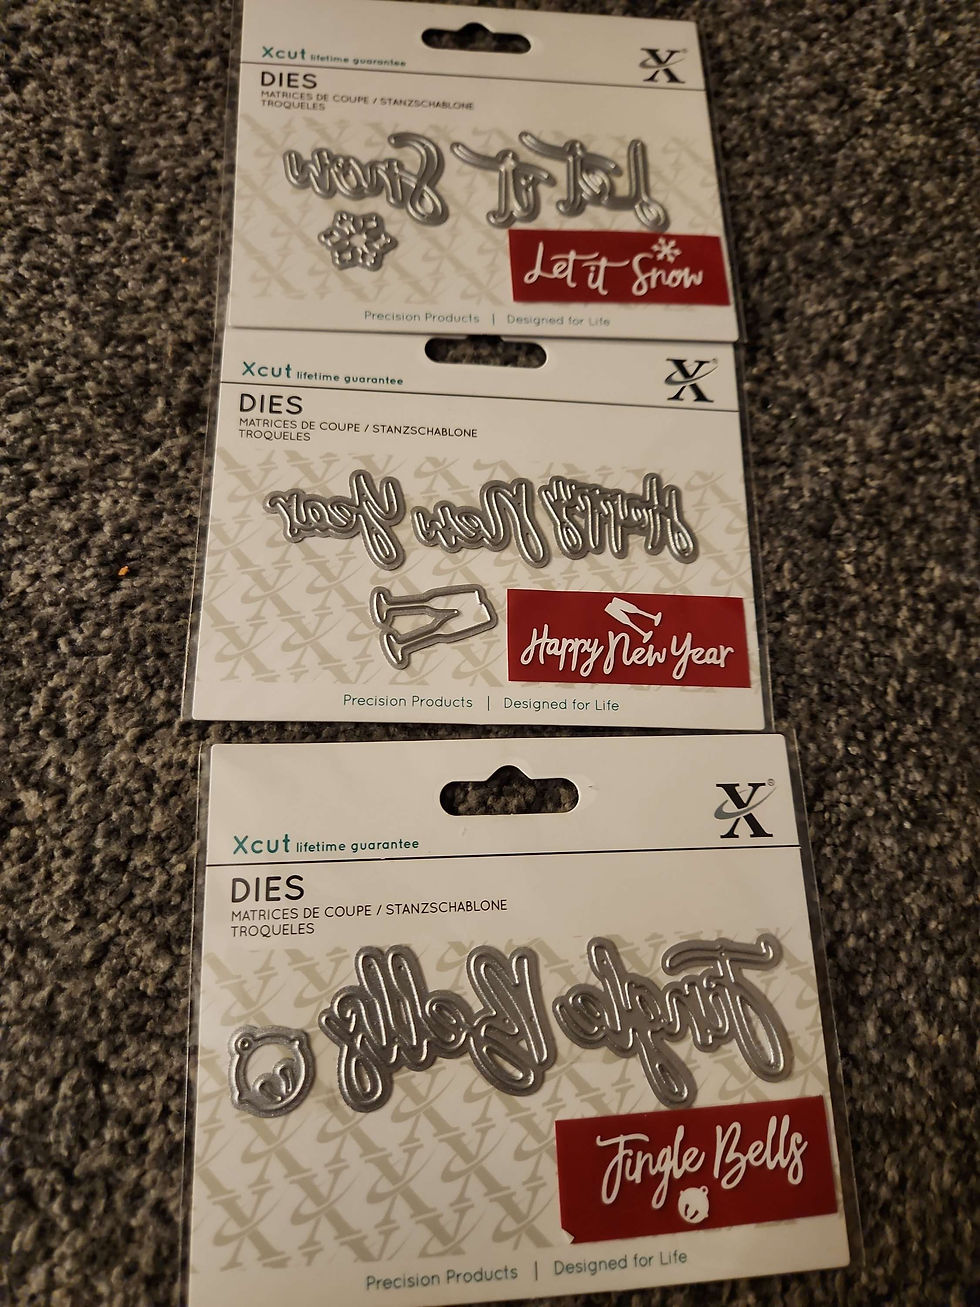 Xcut lifetime guarantee
X®
DIES
MATRICES DE COUPE / STANZSCHABLONE
TROQUELES
Let it Snow
Let it Snow
Precision Products | Designed for Life
Xcut lifetime guarantee
X®
DIES
MATRICES DE COUPE / STANZSCHABLONE
TROQUELES
Happy New Year
Happy New Year
Precision Products | Designed for Life
Xcut lifetime guarantee
X®
DIES
MATRICES DE COUPE / STANZSCHABLONE
TROQUELES
Jingle Bells
Jingle Bells
Precision Products | Designed for Life